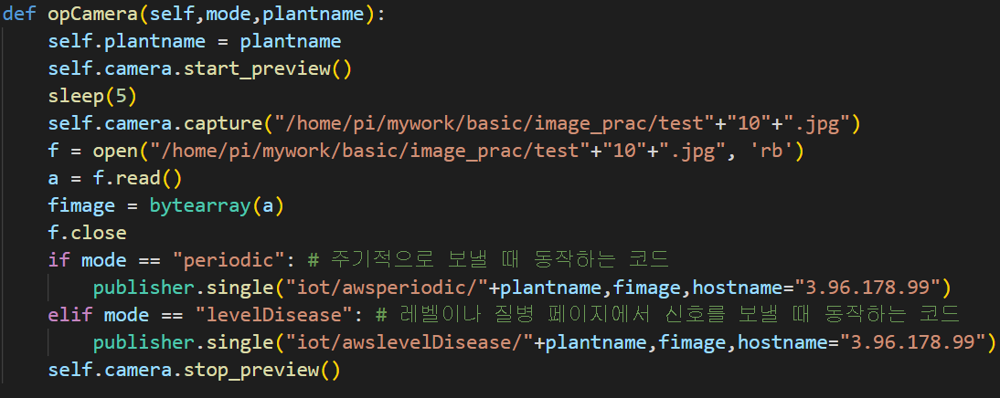 def opCamera(self,mode,plantname):
    self.plantname = plantname
    self.camera.start_preview()
    sleep(5)
    self.camera.capture("/home/pi/mywork/basic/image_prac/test"+"10"+".jpg")
    f = open("/home/pi/mywork/basic/image_prac/test"+"10"+".jpg", 'rb')
    a = f.read()
    fimage = bytearray(a)
    f.close
    if mode == "periodic": # 주기적으로 보낼 때 동작하는 코드
        publisher.single("iot/awsperiodic/"+plantname,fimage,hostname="3.96.178.99")
    elif mode == "levelDisease": # 레벨이나 질병 페이지에서 신호를 보낼 때 동작하는 코드
        publisher.single("iot/awslevelDisease/"+plantname,fimage,hostname="3.96.178.99")
    self.camera.stop_preview()